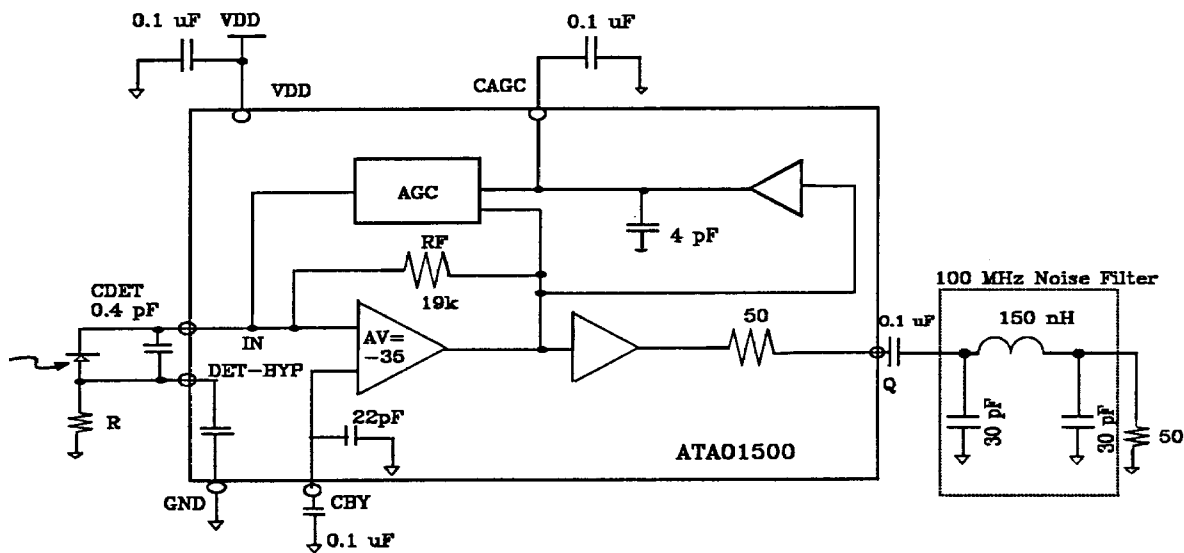 0.1 uF
VDD
0.1 uF
VDD
CAGC
AGC
4 pF
RF
19k
100 MHz Noise Filter
CDET
0.4 pF
50
0.1 uF
150 nH
IN
AV=
-35
DET-BYP
Q
R
22pF
30 pF
30 pF
50
ATA01500
GND
CBY
0.1 uF